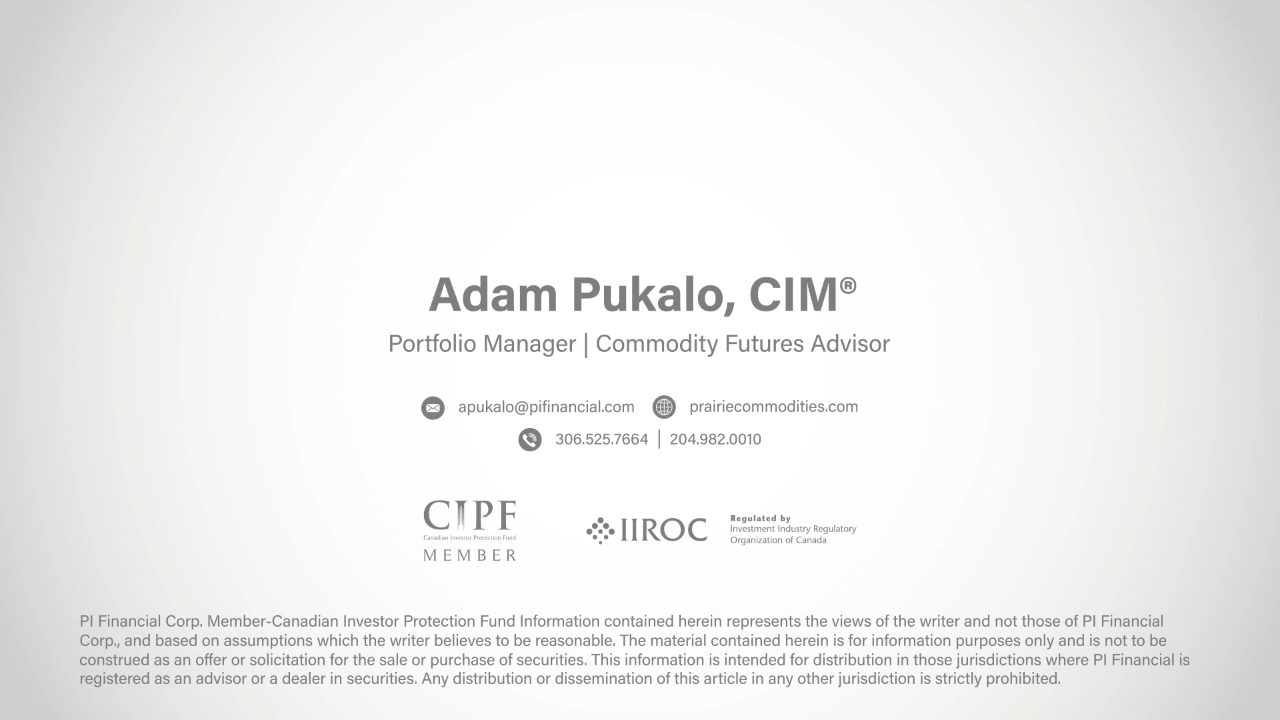 Adam Pukalo, CIM®
Portfolio Manager | Commodity Futures Advisor
apukalo@pifinancial.com prairiecommodities.com
306.525.7664 | 204.982.0010
CIPF
Canadian Investor Protection Fund
MEMBER
IIROC
Regulated by
Investment Industry Regulatory
Organization of Canada
PI Financial Corp. Member-Canadian Investor Protection Fund Information contained herein represents the views of the writer and not those of PI Financial
Corp., and based on assumptions which the writer believes to be reasonable. The material contained herein is for information purposes only and is not to be
construed as an offer or solicitation for the sale or purchase of securities. This information is intended for distribution in those jurisdictions where PI Financial is
registered as an advisor or a dealer in securities. Any distribution or dissemination of this article in any other jurisdiction is strictly prohibited.